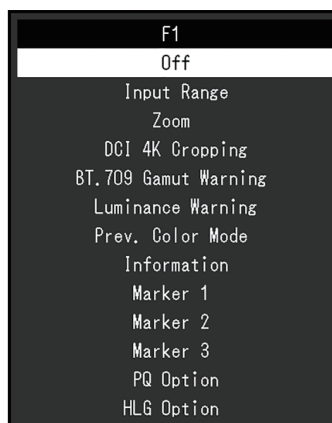 F1
Off
Input Range
Zoom
DCI 4K Cropping
BT.709 Gamut Warning
Luminance Warning
Prev. Color Mode
Information
Marker 1
Marker 2
Marker 3
PQ Option
HLG Option